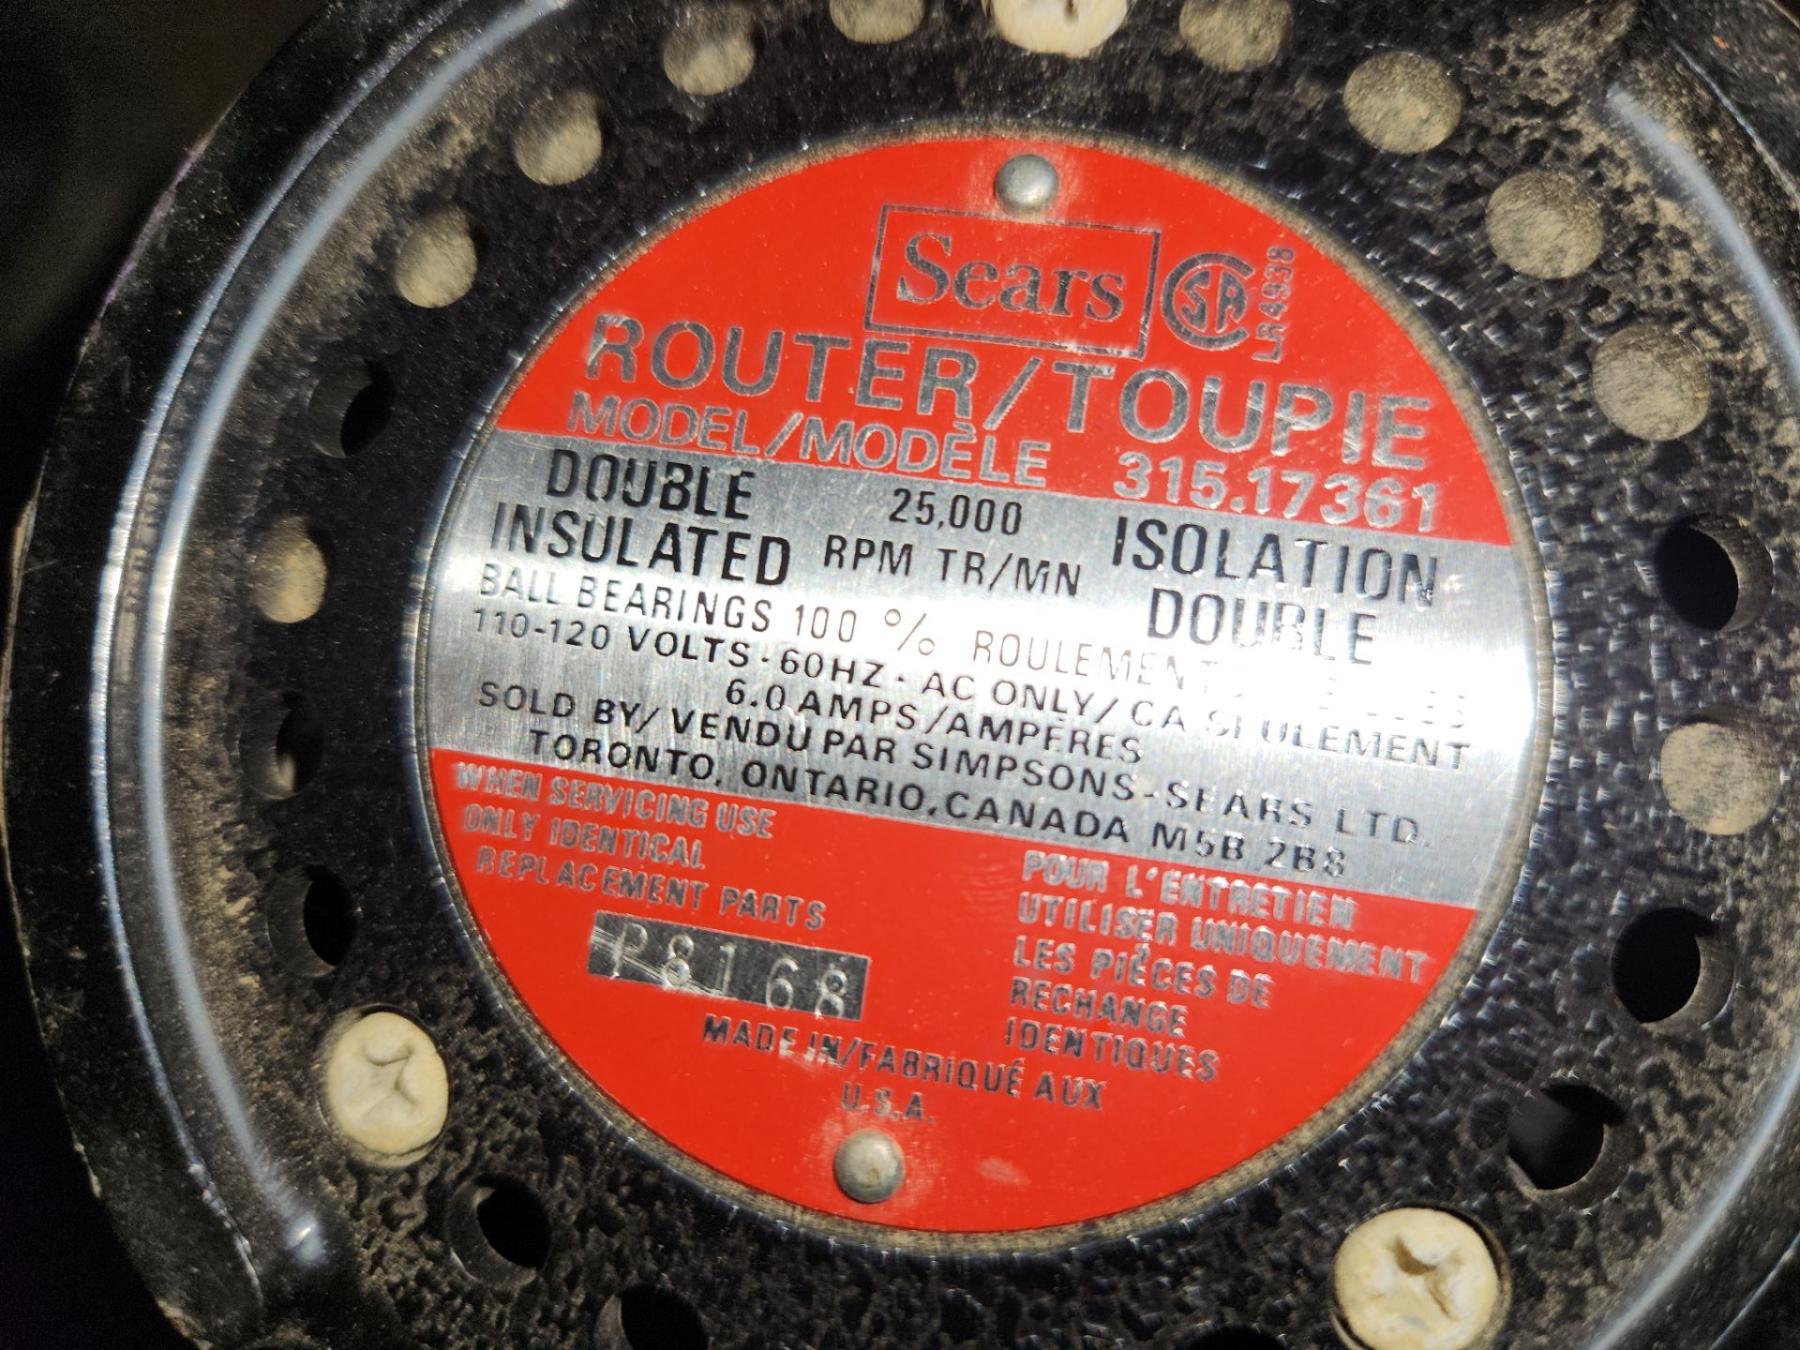 Sears
CSA
LR4938
ROUTER/TOUPIE
MODEL/MODÈLE 315.17361
DOUBLE
INSULATED
25,000
RPM TR/MN
ISOLATION
DOUBLE
BALL BEARINGS 100 % ROULEMENT
110-120 VOLTS·60HZ·AC ONLY/CA SEULEMENT
6.0 AMPS/AMPERES
SOLD BY/VENDU PAR SIMPSONS-SEARS LTD.
TORONTO, ONTARIO, CANADA M5B 2B8
WHEN SERVICING USE
ONLY IDENTICAL
REPLACEMENT PARTS
P8168
POUR L'ENTRETIEN
UTILISER UNIQUEMENT
LES PIÈCES DE
RECHANGE
IDENTIQUES
MADE IN/FABRIQUÉ AUX
U.S.A.